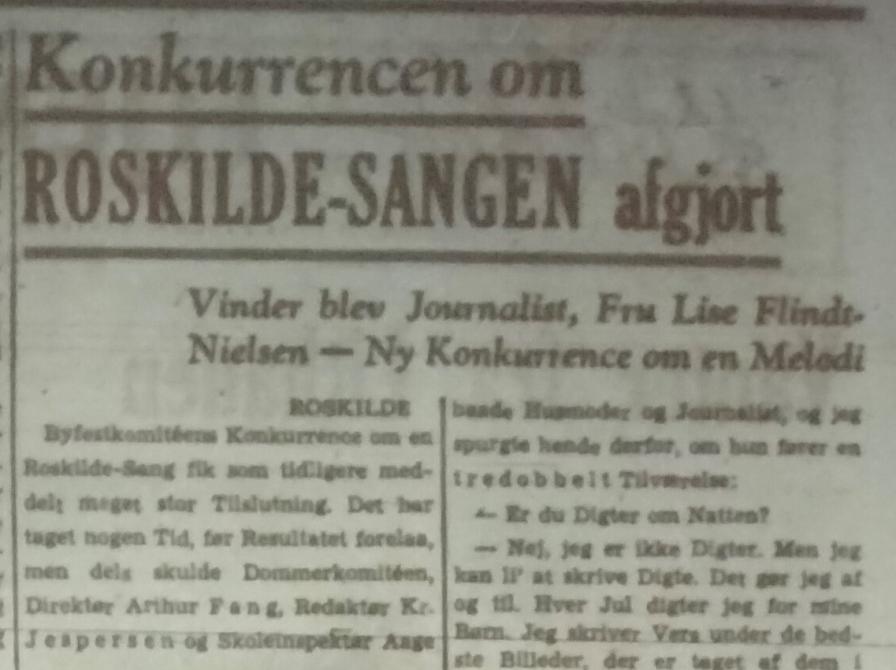 Konkurrencen om
ROSKILDE-SANGEN afgjort
Vinder blev Journalist, Fru Lise Flindt-
Nielsen — Ny Konkurrence om en Melodi
ROSKILDE
Byfestkomitéens Konkurrence om en
Roskilde-Sang fik som tidligere med-
delt meget stor Tilslutning. Det har
taget nogen Tid, før Resultatet forelaa,
men dels skulde Dommerkomitéen,
Direktør Arthur Fang, Redaktør Kr.
Jespersen og Skoleinspektør Aage
baade Husmoder og Journalist, og jeg
spurgte hende derfor, om hun fører en
tredobbelt Tilværelse:
— Er du Digter om Natten?
— Nej, jeg er ikke Digter. Men jeg
kan li' at skrive Digte. Det gør jeg af
og til. Hver Jul digter jeg for mine
Børn. Jeg skriver Vers under de bed-
ste Billeder, der er taget af dem i